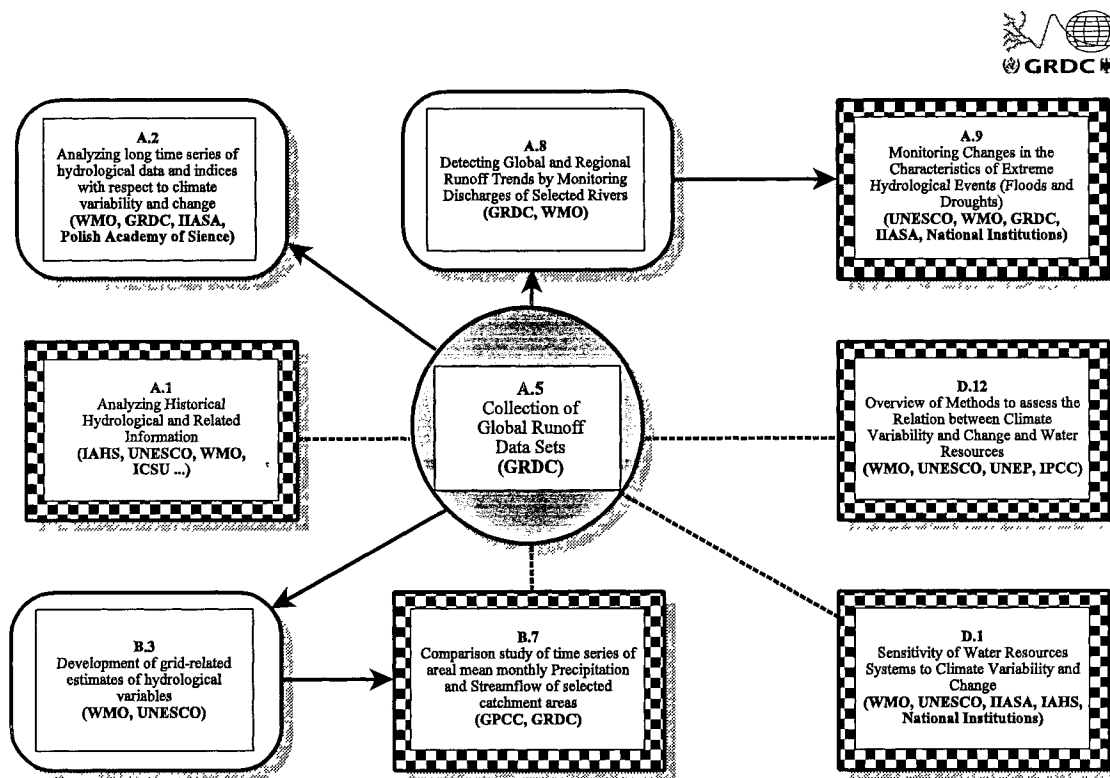 GRDC
A.2
Analyzing long time series of
hydrological data and indices
with respect to climate
variability and change
(WMO, GRDC, IIASA,
Polish Academy of Sience)
A.8
Detecting Global and Regional
Runoff Trends by Monitoring
Discharges of Selected Rivers
(GRDC, WMO)
A.9
Monitoring Changes in the
Characteristics of Extreme
Hydrological Events (Floods and
Droughts)
(UNESCO, WMO, GRDC,
IIASA, National Institutions)
A.1
Analyzing Historical
Hydrological and Related
Information
(IAHS, UNESCO, WMO,
ICSU ...)
A.5
Collection of
Global Runoff
Data Sets
(GRDC)
D.12
Overview of Methods to assess the
Relation between Climate
Variability and Change and Water
Resources
(WMO, UNESCO, UNEP, IPCC)
B.3
Development of grid-related
estimates of hydrological
variables
(WMO, UNESCO)
B.7
Comparison study of time series of
areal mean monthly Precipitation
and Streamflow of selected
catchment areas
(GPCC, GRDC)
D.1
Sensitivity of Water Resources
Systems to Climate Variability and
Change
(WMO, UNESCO, IIASA, IAHS,
National Institutions)